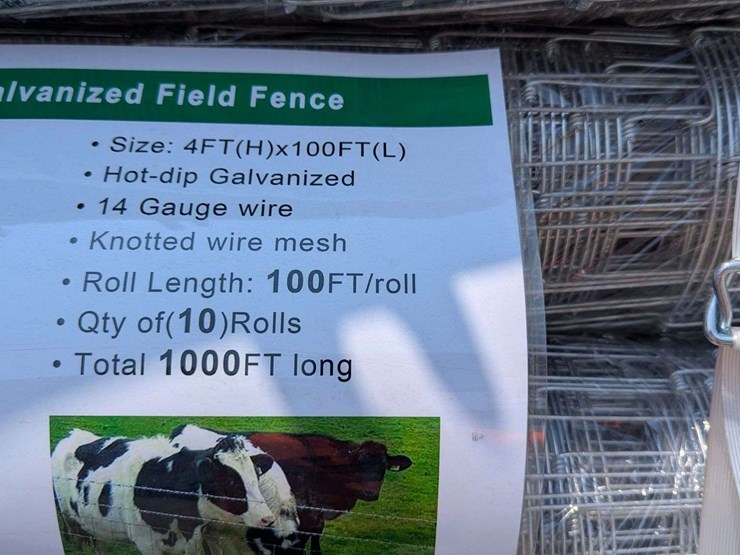 alvanized Field Fence
• Size: 4FT(H)x100FT(L)
• Hot-dip Galvanized
• 14 Gauge wire
• Knotted wire mesh
• Roll Length: 100FT/roll
• Qty of(10)Rolls
• Total 1000FT long